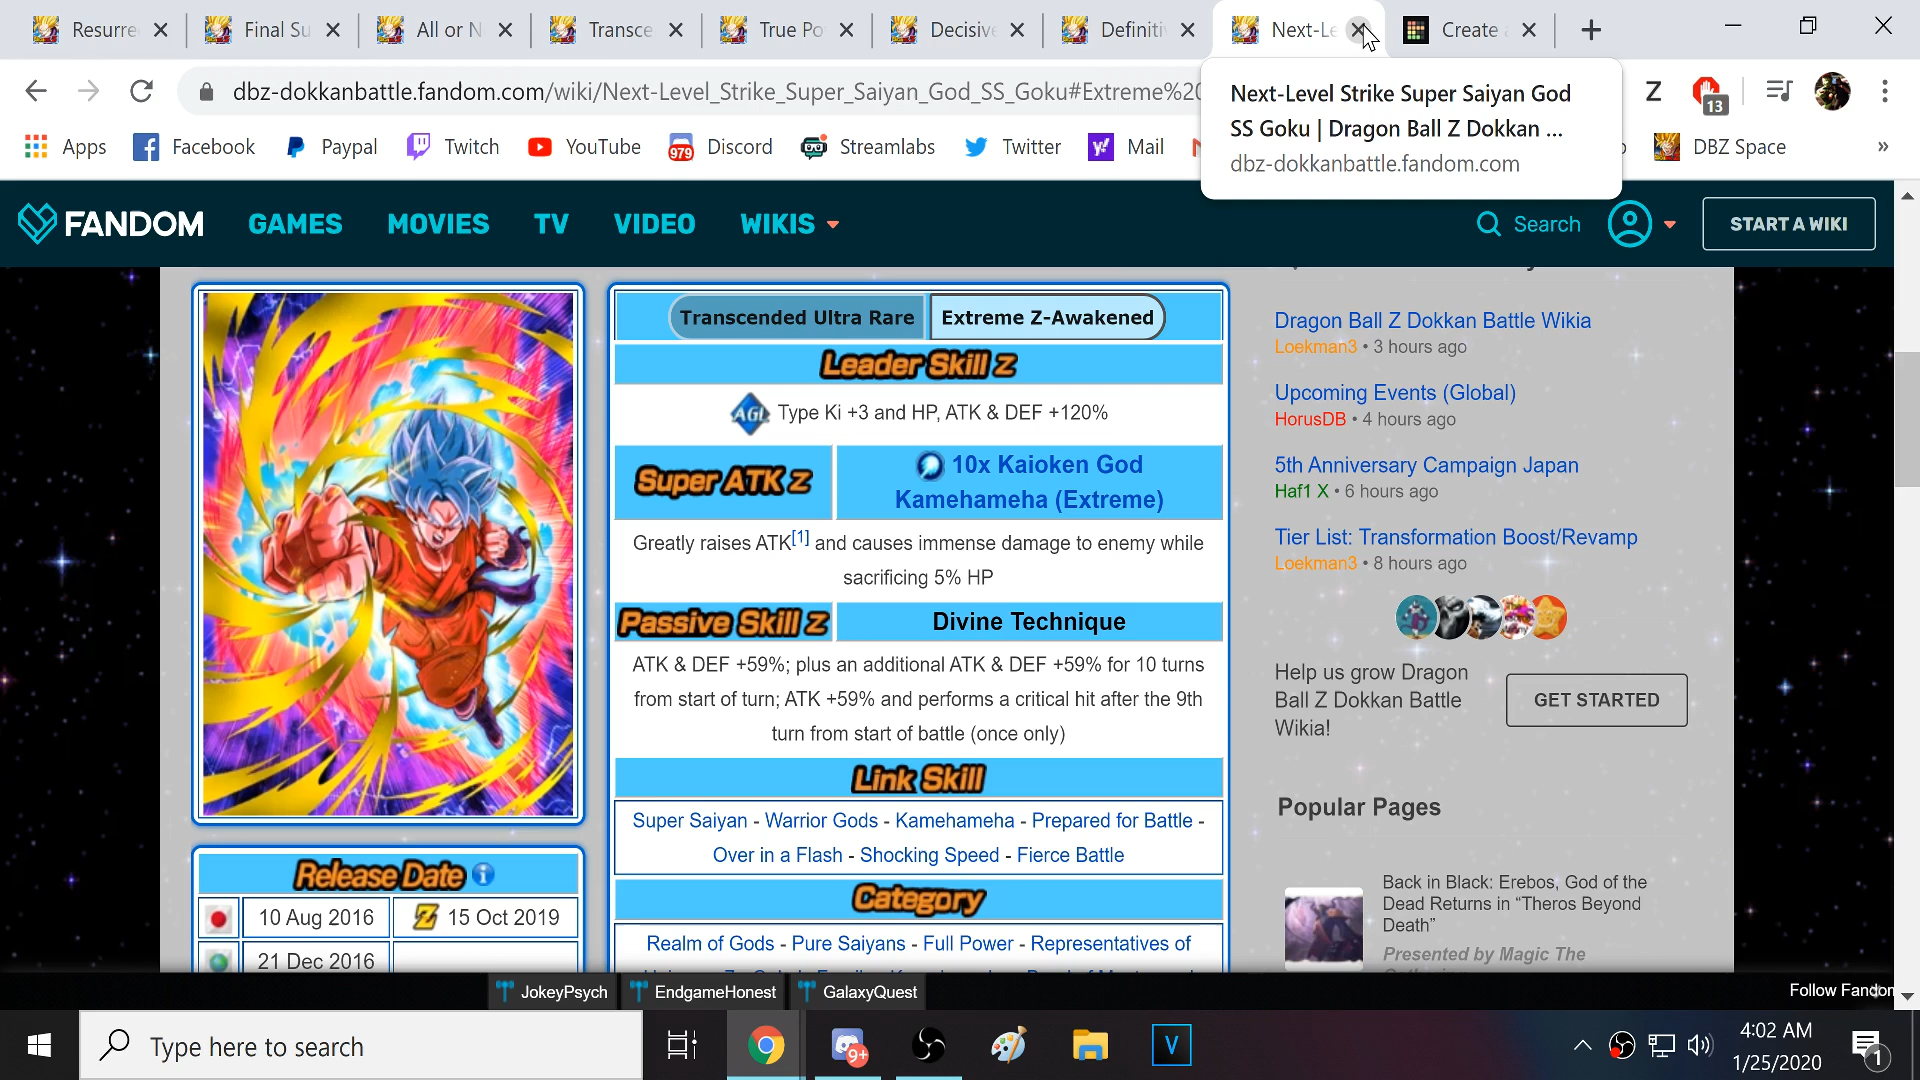 Resurre
Final Su
All or N
Transce
True Po
Decisive
Definiti
Next-Le
Create
dbz-dokkanbattle.fandom.com/wiki/Next-Level_Strike_Super_Saiyan_God_SS_Goku#Extreme%20
Z
13
Next-Level Strike Super Saiyan God
SS Goku | Dragon Ball Z Dokkan ...
dbz-dokkanbattle.fandom.com
Apps
Facebook
Paypal
Twitch
YouTube
979
Discord
Streamlabs
Twitter
y!
Mail
DBZ Space
»
FANDOM
GAMES
MOVIES
TV
VIDEO
WIKIS
Search
START A WIKI
Transcended Ultra Rare
Extreme Z-Awakened
Leader Skill Z
AGL Type Ki +3 and HP, ATK & DEF +120%
Super ATK Z
10x Kaioken God
Kamehameha (Extreme)
Greatly raises ATK[1] and causes immense damage to enemy while
sacrificing 5% HP
Passive Skill Z
Divine Technique
ATK & DEF +59%; plus an additional ATK & DEF +59% for 10 turns
from start of turn; ATK +59% and performs a critical hit after the 9th
turn from start of battle (once only)
Link Skill
Super Saiyan - Warrior Gods - Kamehameha - Prepared for Battle -
Over in a Flash - Shocking Speed - Fierce Battle
Category
Realm of Gods - Pure Saiyans - Full Power - Representatives of
Release Date
10 Aug 2016
Z 15 Oct 2019
21 Dec 2016
Dragon Ball Z Dokkan Battle Wikia
Loekman3 • 3 hours ago
Upcoming Events (Global)
HorusDB • 4 hours ago
5th Anniversary Campaign Japan
Haf1 X • 6 hours ago
Tier List: Transformation Boost/Revamp
Loekman3 • 8 hours ago
Help us grow Dragon
Ball Z Dokkan Battle
Wikia!
GET STARTED
Popular Pages
Back in Black: Erebos, God of the
Dead Returns in “Theros Beyond
Death”
Presented by Magic The
JokeyPsych
EndgameHonest
GalaxyQuest
Follow Fandom
Type here to search
9+
V
4:02 AM
1/25/2020
1